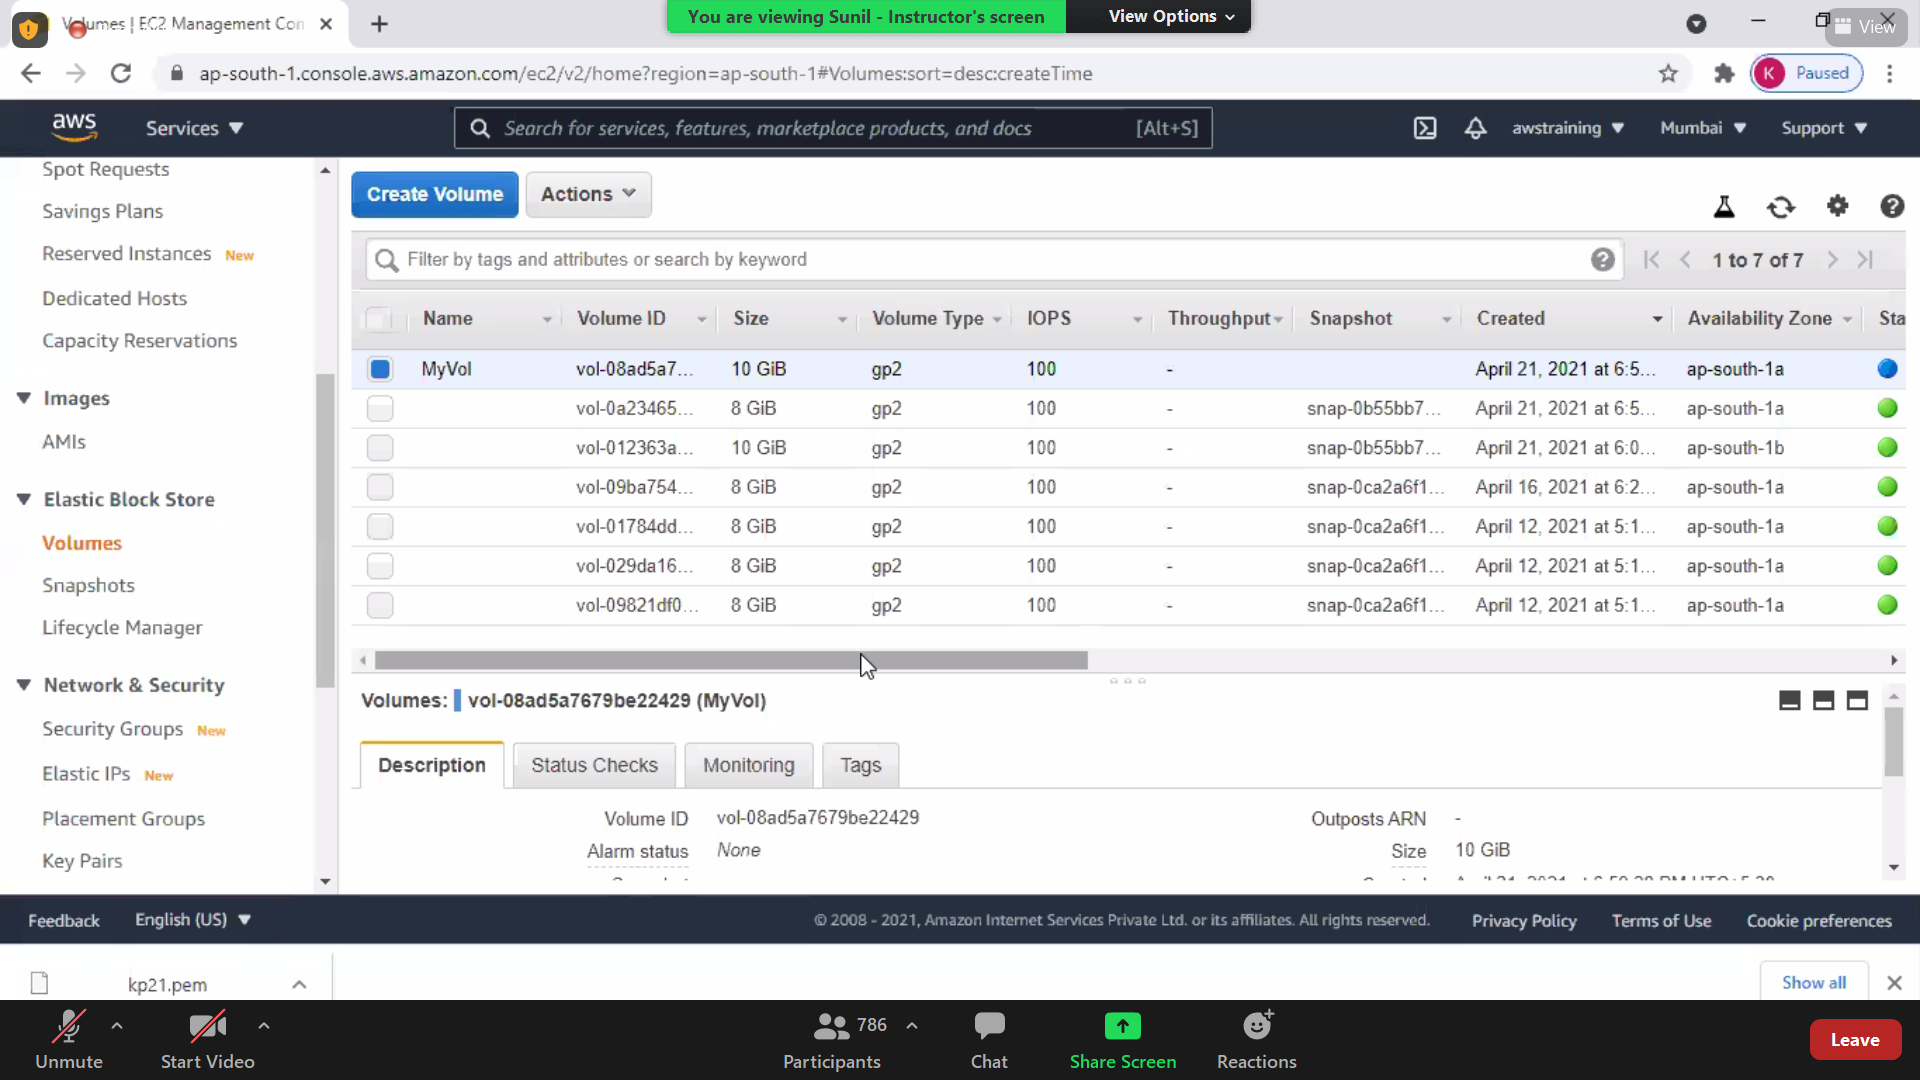 Volumes | EC2 Management Con
You are viewing Sunil - Instructor's screen
View Options
View
ap-south-1.console.aws.amazon.com/ec2/v2/home?region=ap-south-1#Volumes:sort=desc:createTime
K
Paused
aws
Services
Search for services, features, marketplace products, and docs
[Alt+S]
awstraining
Mumbai
Support
Spot Requests
Savings Plans
Reserved Instances New
Dedicated Hosts
Capacity Reservations
Images
AMIs
Elastic Block Store
Volumes
Snapshots
Lifecycle Manager
Network & Security
Security Groups New
Elastic IPs New
Placement Groups
Key Pairs
Create Volume
Actions
Filter by tags and attributes or search by keyword
1 to 7 of 7
Name Volume ID Size Volume Type IOPS Throughput Snapshot Created Availability Zone Sta
MyVol vol-08ad5a7... 10 GiB gp2 100 - April 21, 2021 at 6:5... ap-south-1a
vol-0a23465... 8 GiB gp2 100 - snap-0b55bb7... April 21, 2021 at 6:5... ap-south-1a
vol-012363a... 10 GiB gp2 100 - snap-0b55bb7... April 21, 2021 at 6:0... ap-south-1b
vol-09ba754... 8 GiB gp2 100 - snap-0ca2a6f1... April 16, 2021 at 6:2... ap-south-1a
vol-01784dd... 8 GiB gp2 100 - snap-0ca2a6f1... April 12, 2021 at 5:1... ap-south-1a
vol-029da16... 8 GiB gp2 100 - snap-0ca2a6f1... April 12, 2021 at 5:1... ap-south-1a
vol-09821df0... 8 GiB gp2 100 - snap-0ca2a6f1... April 12, 2021 at 5:1... ap-south-1a
Volumes: vol-08ad5a7679be22429 (MyVol)
Description Status Checks Monitoring Tags
Volume ID vol-08ad5a7679be22429 Outposts ARN -
Alarm status None Size 10 GiB
Feedback English (US) © 2008 - 2021, Amazon Internet Services Private Ltd. or its affiliates. All rights reserved. Privacy Policy Terms of Use Cookie preferences
kp21.pem
Show all
786
Unmute Start Video Participants Chat Share Screen Reactions Leave